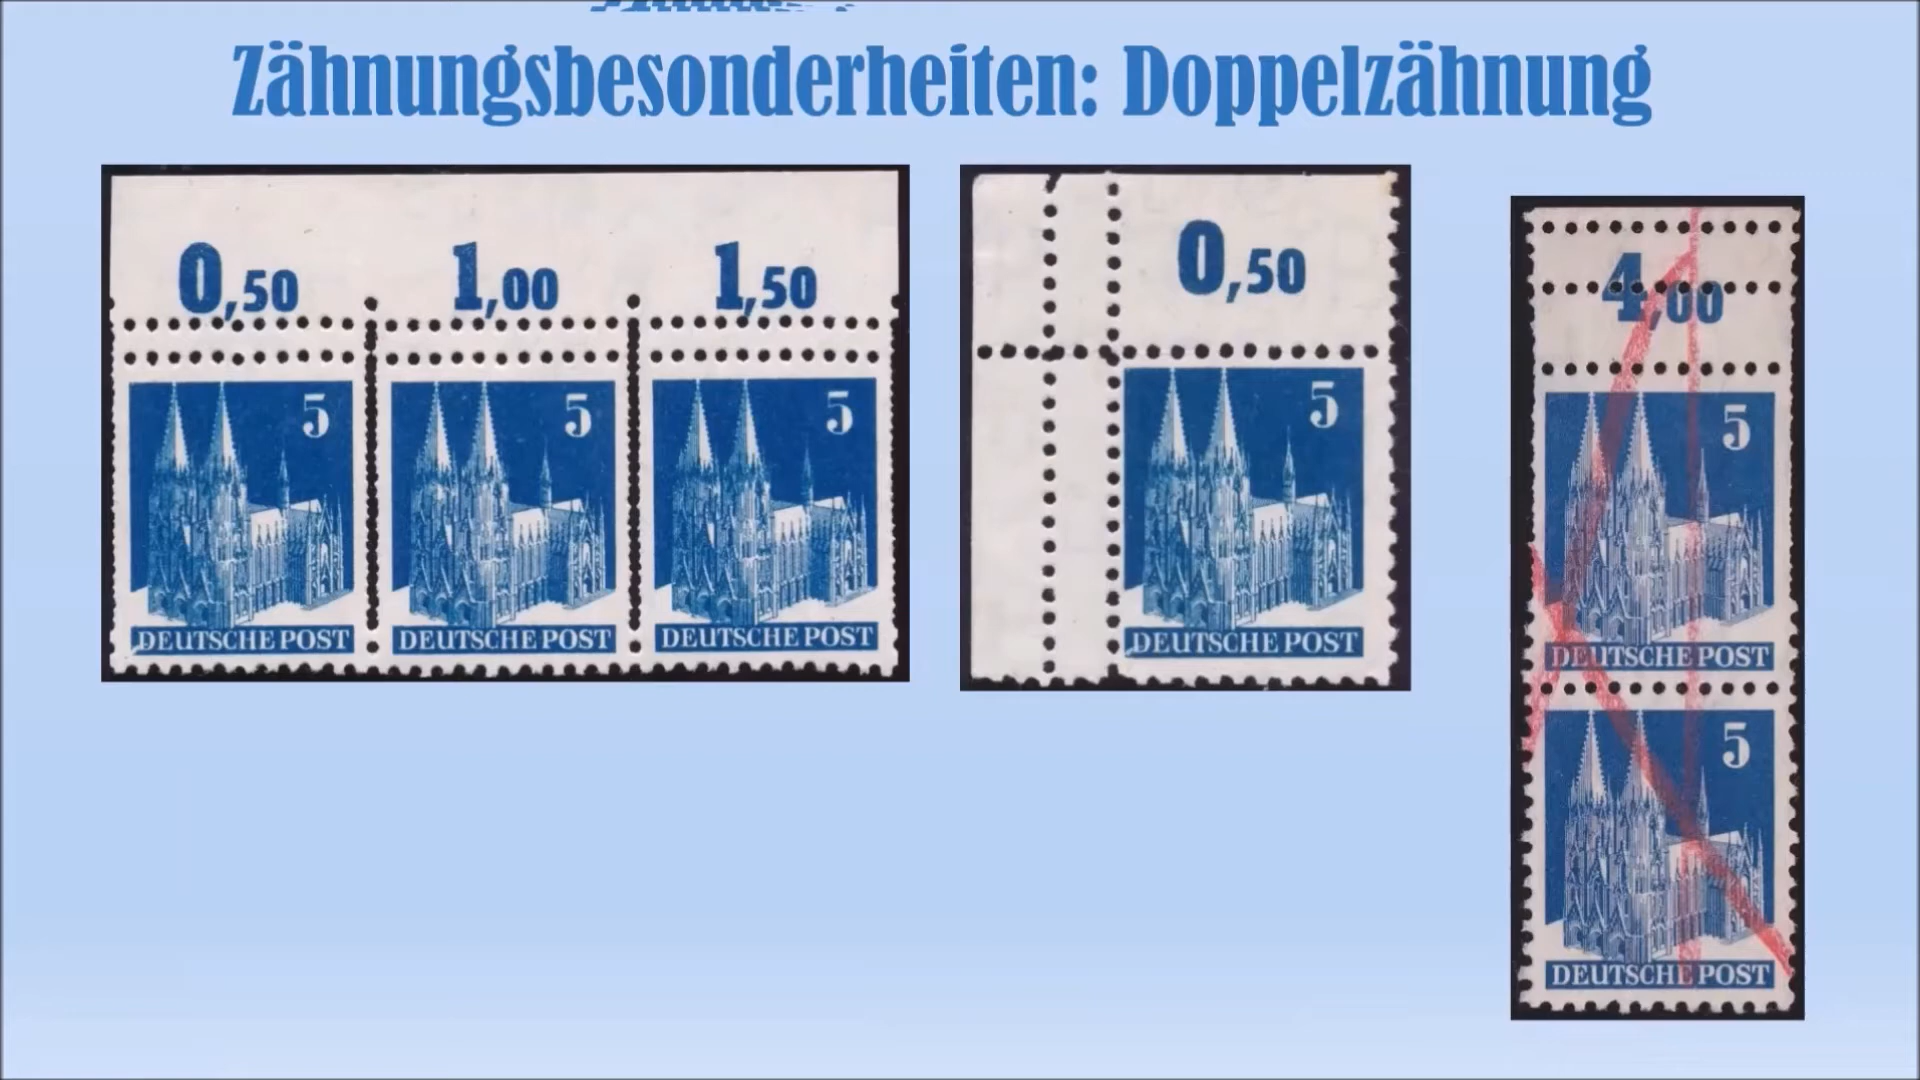 Zähnungsbesonderheiten: Doppelzähnung
0,50 1,00 1,50
5 5 5
DEUTSCHE POST DEUTSCHE POST DEUTSCHE POST
0,50
5
DEUTSCHE POST
4,00
5
DEUTSCHE POST
5
DEUTSCHE POST